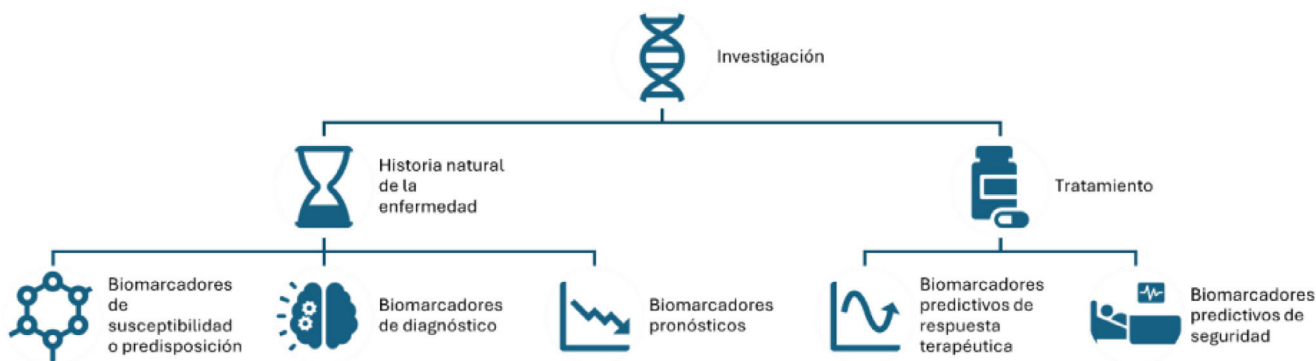 Investigación
Historia natural
de la
enfermedad
Tratamiento
Biomarcadores
de
susceptibilidad
o predisposición
Biomarcadores
de diagnóstico
Biomarcadores
pronósticos
Biomarcadores
predictivos de
respuesta
terapéutica
Biomarcadores
predictivos de
seguridad